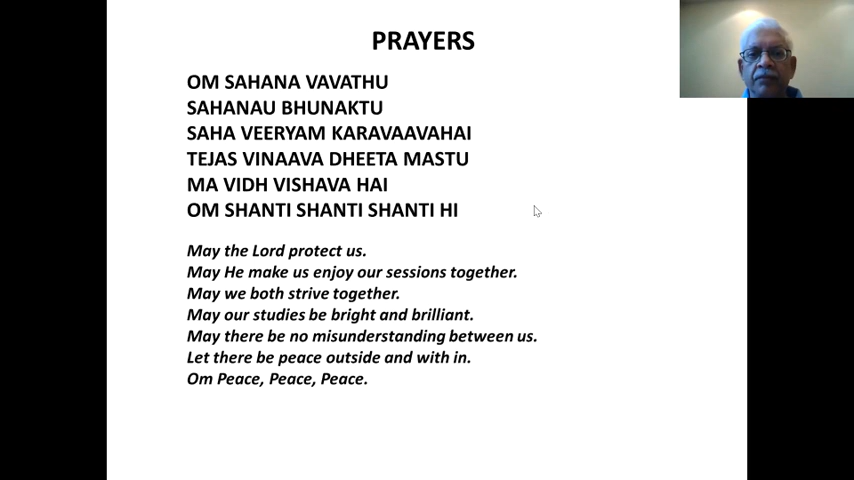 PRAYERS
OM SAHANA VAVATHU
SAHANAU BHUNAKTU
SAHA VEERYAM KARAVAAVAHAI
TEJAS VINAAVA DHEETA MASTU
MA VIDH VISHAVA HAI
OM SHANTI SHANTI SHANTI HI
May the Lord protect us.
May He make us enjoy our sessions together.
May we both strive together.
May our studies be bright and brilliant.
May there be no misunderstanding between us.
Let there be peace outside and with in.
Om Peace, Peace, Peace.